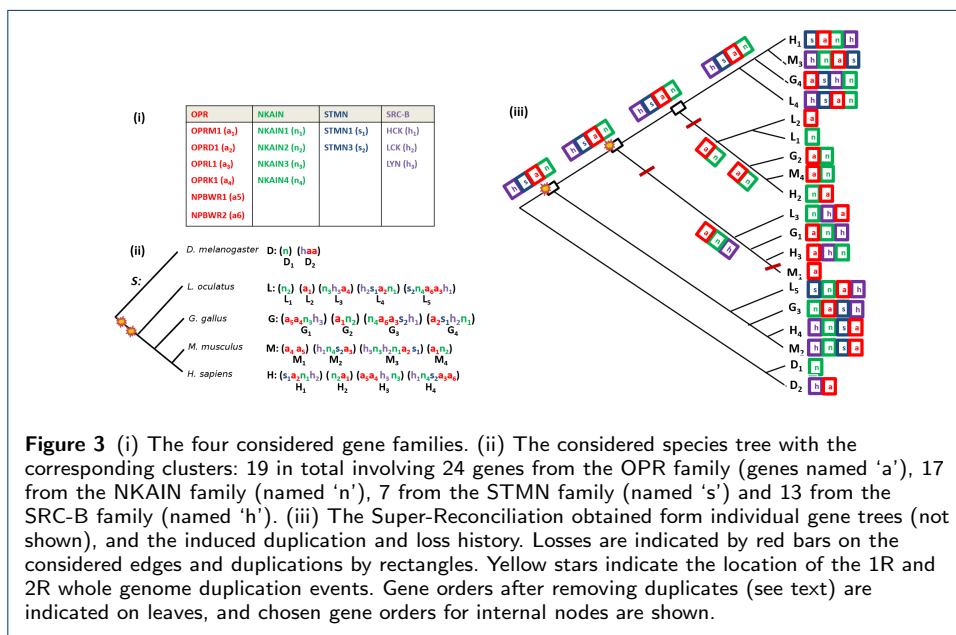 (i)
OPR NKAIN STMN SRC-B
OPRM1 (a1) NKAIN1 (n1) STMN1 (s1) HCK (h1)
OPRD1 (a2) NKAIN2 (n2) STMN3 (s2) LCK (h2)
OPRL1 (a3) NKAIN3 (n3) LYN (h3)
OPRK1 (a4) NKAIN4 (n4)
NPBWR1 (a5)
NPBWR2 (a6)
(ii)
S:
D. melanogaster D: (n) (haa)
D1 D2
L. oculatus L: (n2) (a1) (n3h3a4) (h2s1a2n1) (s2n4a6a3h1)
L1 L2 L3 L4 L5
G. gallus G: (a5a4n3h3) (a1n2) (n4a6a3s2h1) (a2s1h2n1)
G1 G2 G3 G4
M. musculus M: (a4a5) (h1n4s2a3) (h3n3h2n1a2s1) (a1n2)
M1 M2 M3 M4
H. sapiens H: (s1a2n1h2) (n2a1) (a5a4h3n3) (h1n4s2a3a6)
H1 H2 H3 H4
(iii)
h s a n
h s a n
h s a n
h s a n
a n
a n
a n h
H1 s a n h
M3 h n a s
G4 a s h n
L4 h s a n
L2 a
L1 n
G2 a n
M4 a n
H2 n a
L3 n h a
G1 a n h
H3 a h n
M1 a
L5 s n a h
G3 n a s h
H4 h n s a
M2 h n s a
D1 n
D2 h a
Figure 3 (i) The four considered gene families. (ii) The considered species tree with the
corresponding clusters: 19 in total involving 24 genes from the OPR family (genes named ‘a’), 17
from the NKAIN family (named ‘n’), 7 from the STMN family (named ‘s’) and 13 from the
SRC-B family (named ‘h’). (iii) The Super-Reconciliation obtained form individual gene trees (not
shown), and the induced duplication and loss history. Losses are indicated by red bars on the
considered edges and duplications by rectangles. Yellow stars indicate the location of the 1R and
2R whole genome duplication events. Gene orders after removing duplicates (see text) are
indicated on leaves, and chosen gene orders for internal nodes are shown.